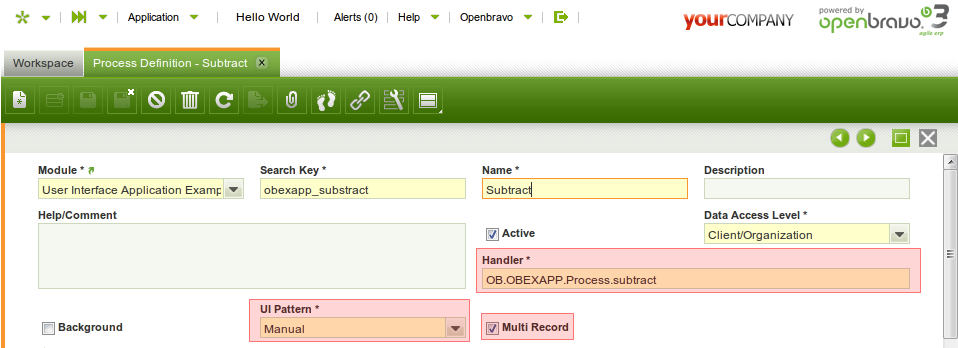 Application
Hello World
Alerts (0)
Help
Openbravo
yourCOMPANY
powered by
openbravo 3
agile erp
Workspace
Process Definition - Subtract
Module *
Search Key *
Name *
Description
User Interface Application Examp
obexapp_substract
Subtract
Help/Comment
Active
Data Access Level *
Client/Organization
Handler *
OB.OBEXAPP.Process.subtract
UI Pattern *
Background
Manual
Multi Record